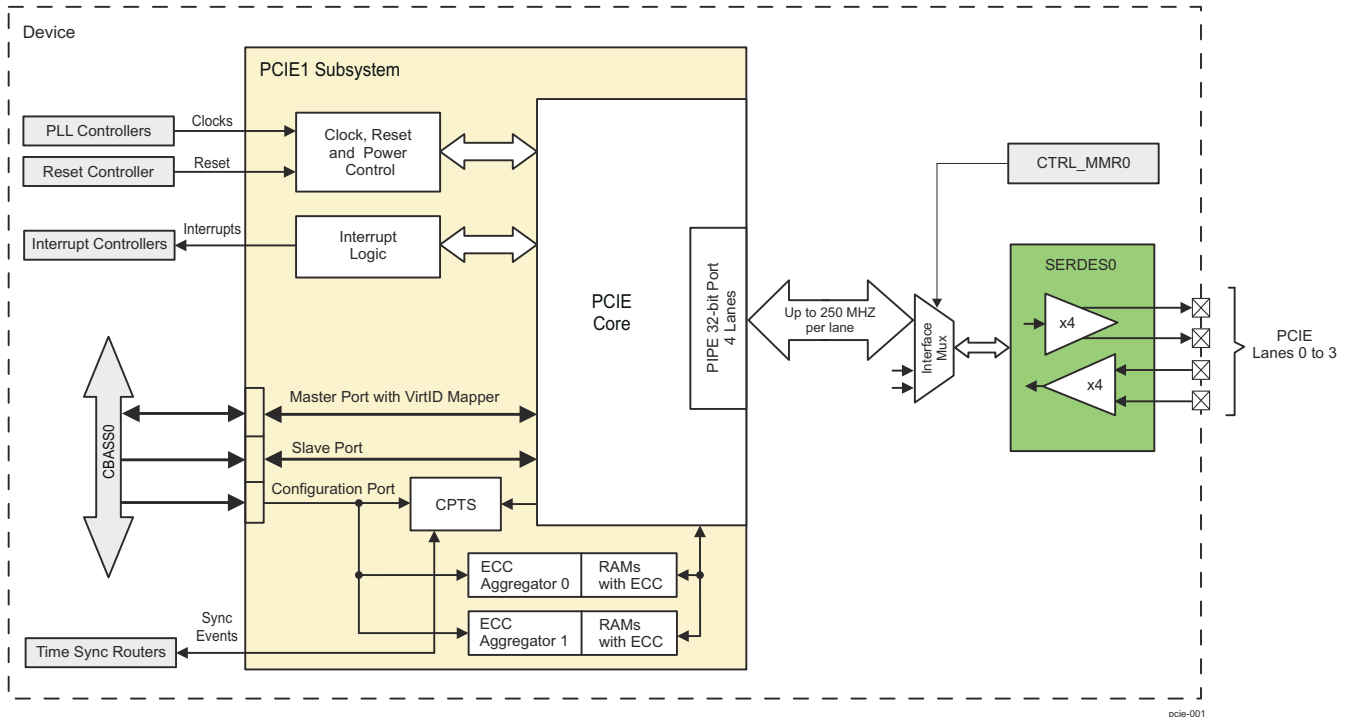 Device
PCIE1 Subsystem
PLL Controllers
Clocks
Reset Controller
Reset
Clock, Reset
and Power
Control
Interrupt Controllers
Interrupts
Interrupt
Logic
PCIE
Core
PIPE 32-bit Port
4 Lanes
Up to 250 MHZ
per lane
CTRL_MMR0
Interface
Mux
SERDES0
x4
x4
PCIE
Lanes 0 to 3
CBASS0
Master Port with VirtID Mapper
Slave Port
Configuration Port
CPTS
ECC
Aggregator 0
RAMs
with ECC
ECC
Aggregator 1
RAMs
with ECC
Sync
Events
Time Sync Routers
pcie-001